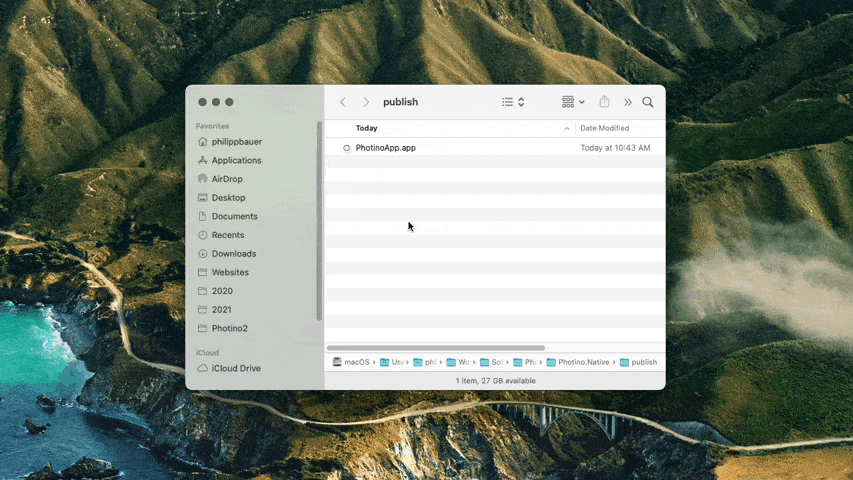 publish
Favorites
philippbauer
Applications
AirDrop
Desktop
Documents
Recents
Downloads
Websites
2020
2021
Photino2
iCloud
iCloud Drive
Today Date Modified
PhotinoApp.app Today at 10:43 AM
macOS › Us › ph › Wo › So › Ph › Photino.Native › publish
1 item, 27 GB available